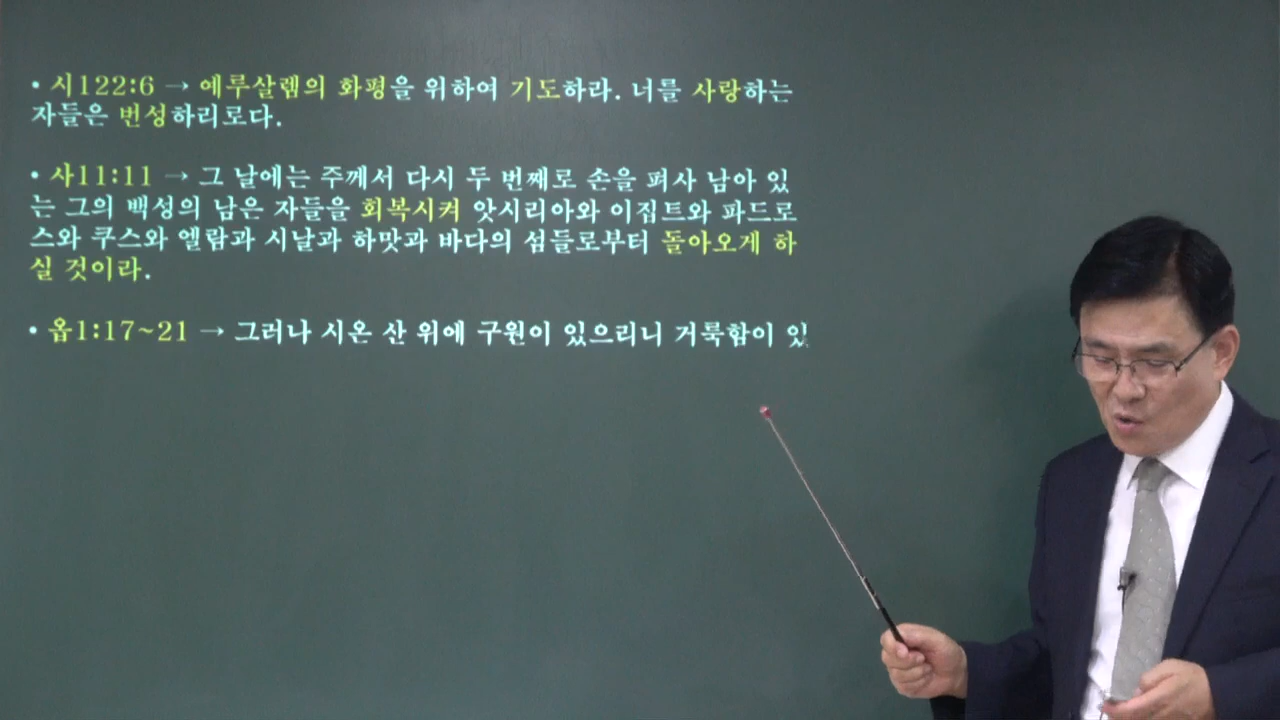 • 시122:6 → 예루살렘의 화평을 위하여 기도하라. 너를 사랑하는
자들은 번성하리로다.
• 사11:11 → 그 날에는 주께서 다시 두 번째로 손을 펴사 남아 있
는 그의 백성의 남은 자들을 회복시켜 앗시리아와 이집트와 파드로
스와 쿠스와 엘람과 시날과 하맛과 바다의 섬들로부터 돌아오게 하
실 것이라.
• 옵1:17~21 → 그러나 시온 산 위에 구원이 있으리니 거룩함이 있